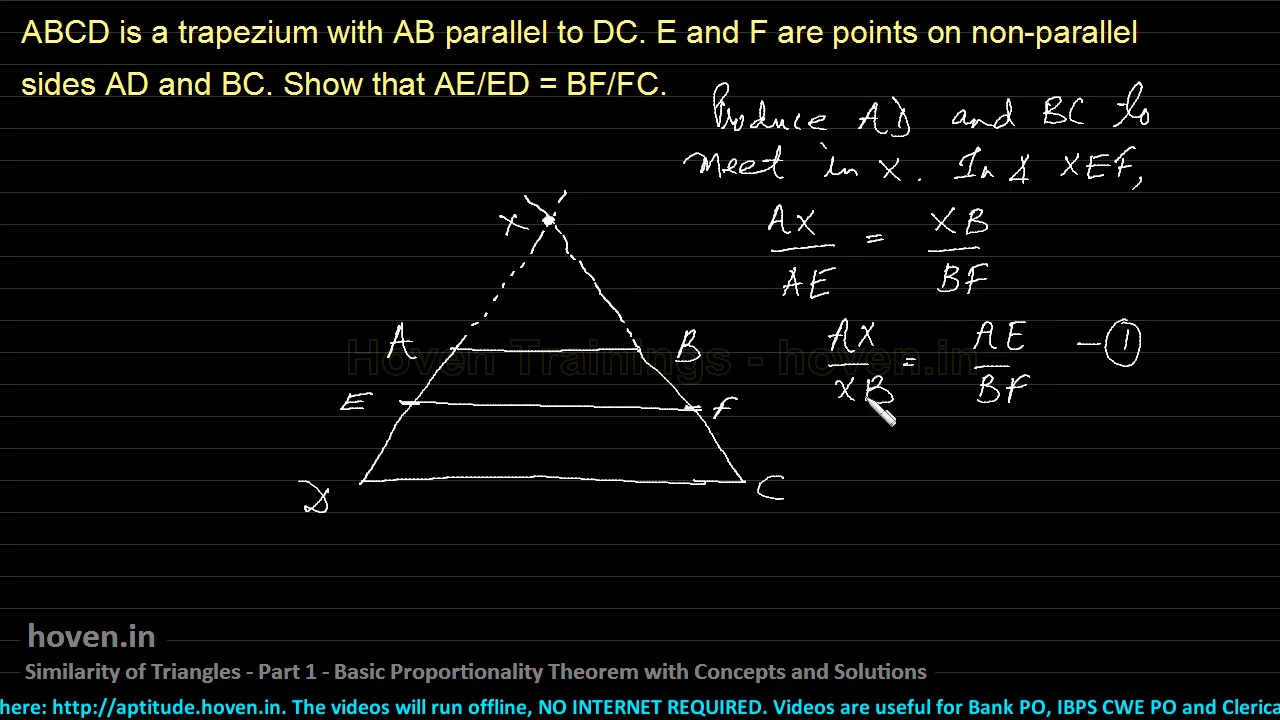 ABCD is a trapezium with AB parallel to DC. E and F are points on non-parallel
sides AD and BC. Show that AE/ED = BF/FC.
Produce AD and BC to
meet in X. In Δ XEF,
AX/AE = XB/BF
AX/XB = AE/BF - ①
X
A
B
E
F
D
C
Hoven Trainings - hoven.in
hoven.in
Similarity of Triangles - Part 1 - Basic Proportionality Theorem with Concepts and Solutions
here: http://aptitude.hoven.in. The videos will run offline, NO INTERNET REQUIRED. Videos are useful for Bank PO, IBPS CWE PO and Clerica